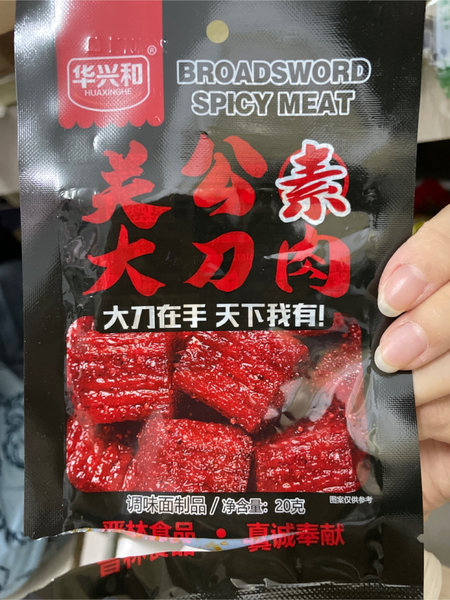 华兴和
®
HUAXINGHE
BROADSWORD
SPICY MEAT
关公素
大刀肉
大刀在手 天下我有!
调味面制品 / 净含量: 20克
图案仅供参考
食品 · 真诚奉献